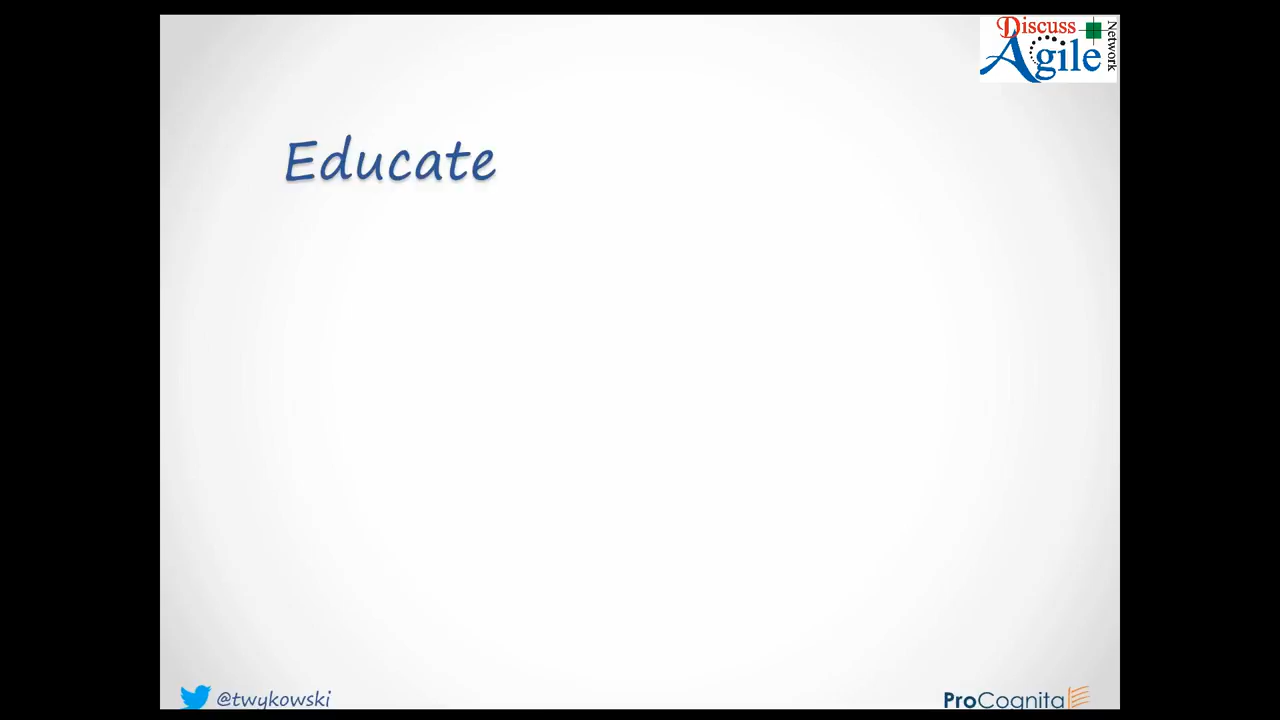 Discuss
Agile
Network
Educate
@twykowski
ProCognita